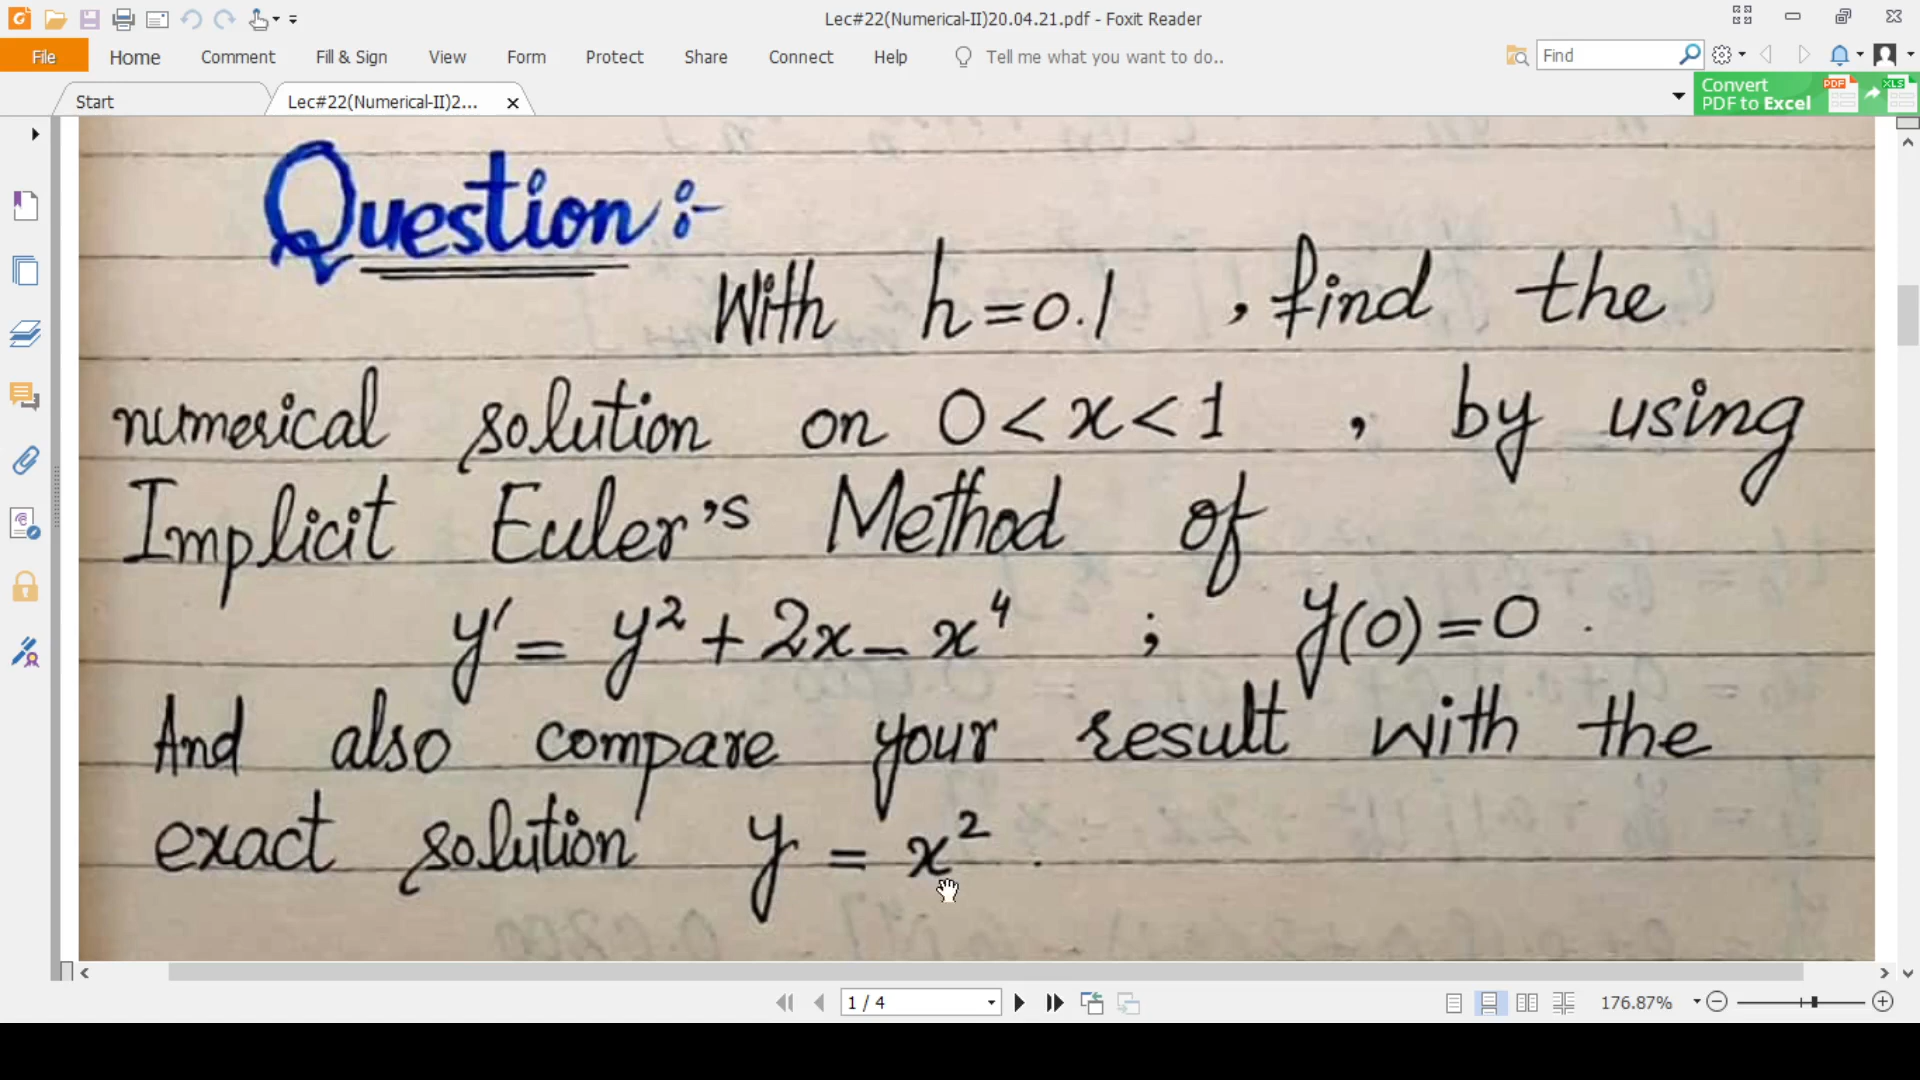 Lec#22(Numerical-II)20.04.21.pdf - Foxit Reader
File Home Comment Fill & Sign View Form Protect Share Connect Help Tell me what you want to do.. Find
Start Lec#22(Numerical-II)2...
Convert
PDF to Excel
PDF XLS
Question:-
With h=0.1 , find the
numerical solution on 0<x<1 , by using
Implicit Euler's Method of
y′ = y² + 2x - x⁴ ; y(0)=0 .
And also compare your result with the
exact solution y = x² .
1 / 4 176.87%